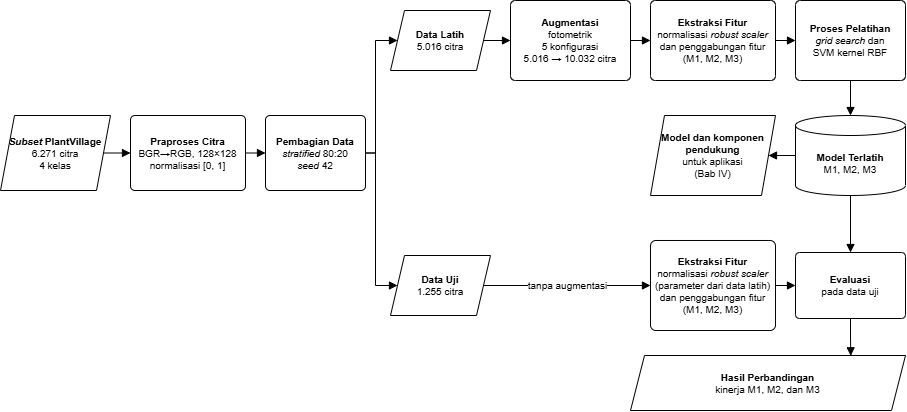 Subset PlantVillage
6.271 citra
4 kelas
Praproses Citra
BGR→RGB, 128×128
normalisasi [0, 1]
Pembagian Data
stratified 80:20
seed 42
Data Latih
5.016 citra
Augmentasi
fotometrik
5 konfigurasi
5.016 → 10.032 citra
Ekstraksi Fitur
normalisasi robust scaler
dan penggabungan fitur
(M1, M2, M3)
Proses Pelatihan
grid search dan
SVM kernel RBF
Model dan komponen
pendukung
untuk aplikasi
(Bab IV)
Model Terlatih
M1, M2, M3
Data Uji
1.255 citra
tanpa augmentasi
Ekstraksi Fitur
normalisasi robust scaler
(parameter dari data latih)
dan penggabungan fitur
(M1, M2, M3)
Evaluasi
pada data uji
Hasil Perbandingan
kinerja M1, M2, dan M3